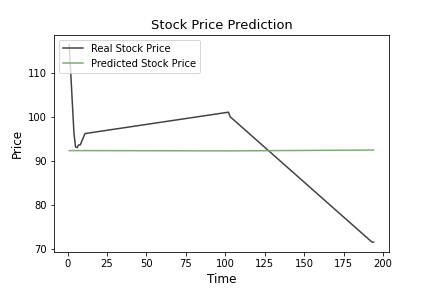 Stock Price Prediction
Real Stock Price
Predicted Stock Price
Price
110
100
90
80
70
0 25 50 75 100 125 150 175 200
Time